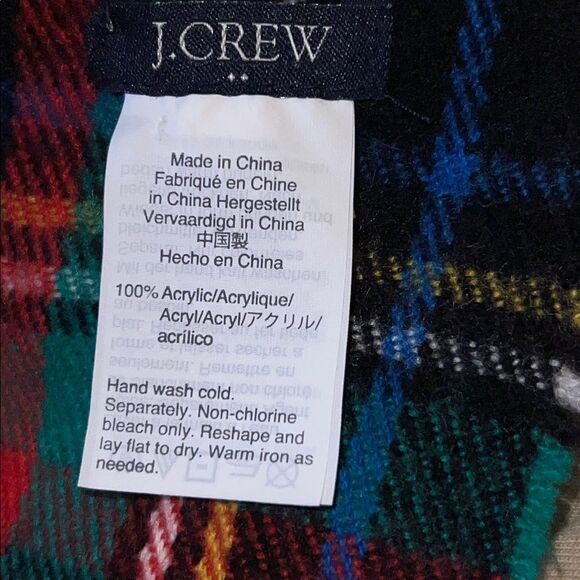 J.CREW
Made in China
Fabriqué en Chine
in China Hergestellt
Vervaardigd in China
中国製
Hecho en China
100% Acrylic/Acrylique/
Acryl/Acryl/アクリル/
acrílico
Hand wash cold.
Separately. Non-chlorine
bleach only. Reshape and
lay flat to dry. Warm iron as
needed.